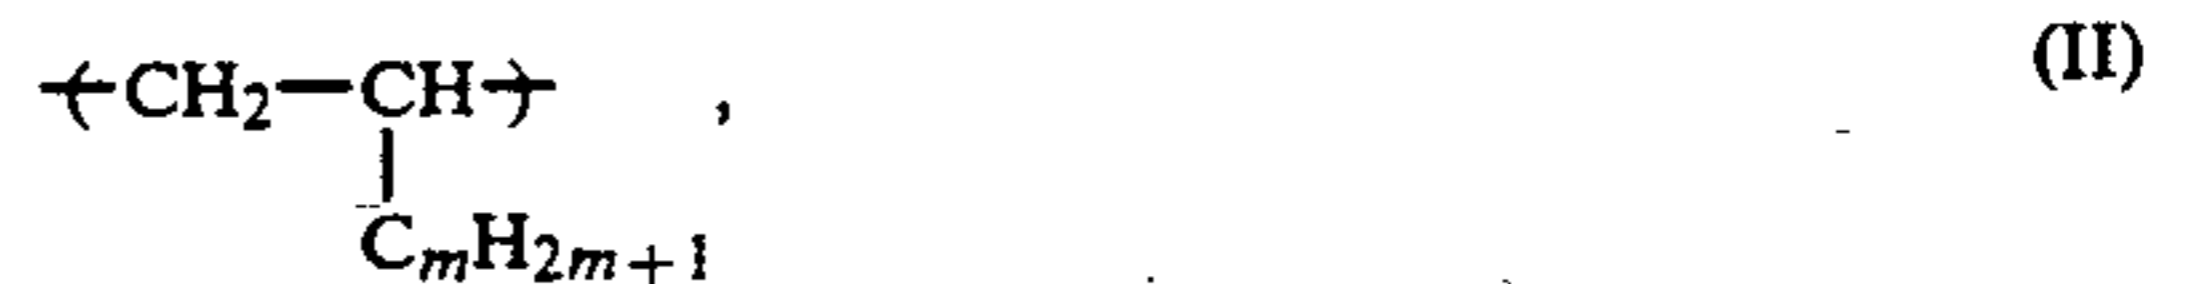 -(CH₂—CH)- , (II)
CₘH₂ₘ₊₁